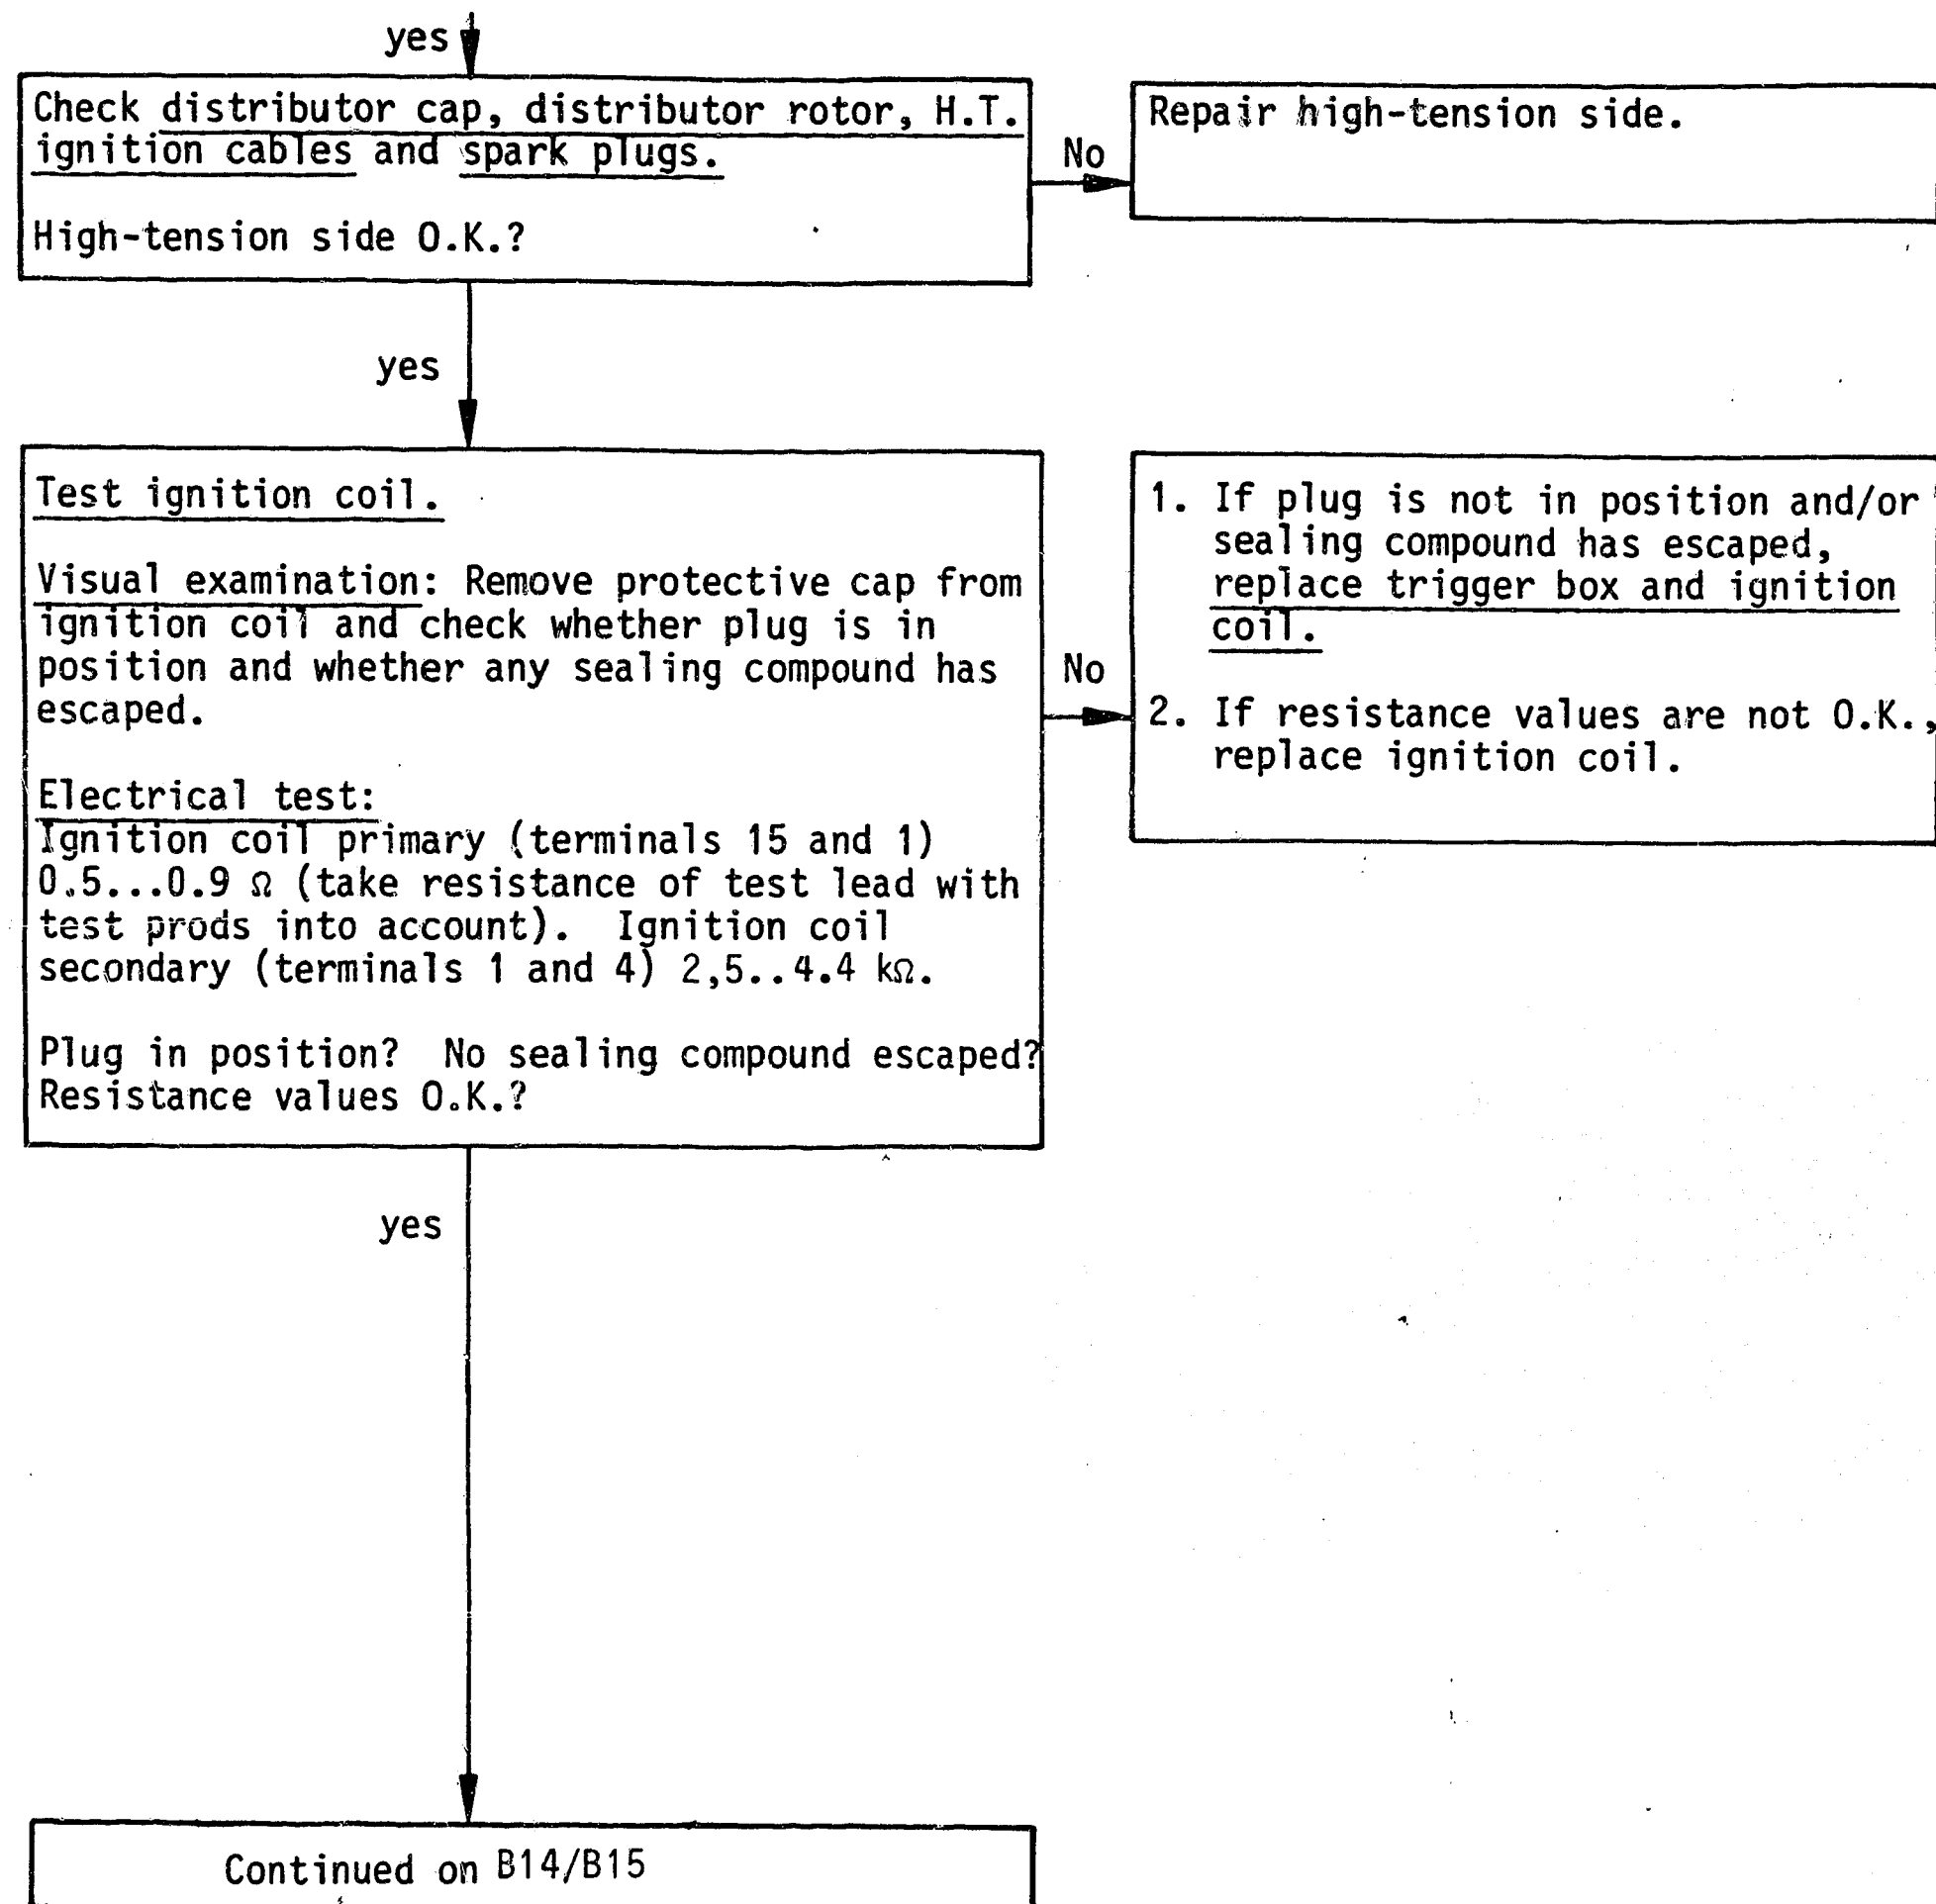 yes
Check distributor cap, distributor rotor, H.T.
ignition cables and spark plugs.
High-tension side O.K.?
No
Repair high-tension side.
yes
Test ignition coil.
Visual examination: Remove protective cap from
ignition coil and check whether plug is in
position and whether any sealing compound has
escaped.
Electrical test:
Ignition coil primary (terminals 15 and 1)
0.5...0.9 Ω (take resistance of test lead with
test prods into account). Ignition coil
secondary (terminals 1 and 4) 2,5..4.4 kΩ.
Plug in position? No sealing compound escaped?
Resistance values O.K.?
No
1. If plug is not in position and/or
sealing compound has escaped,
replace trigger box and ignition
coil.
2. If resistance values are not O.K.,
replace ignition coil.
yes
Continued on B14/B15